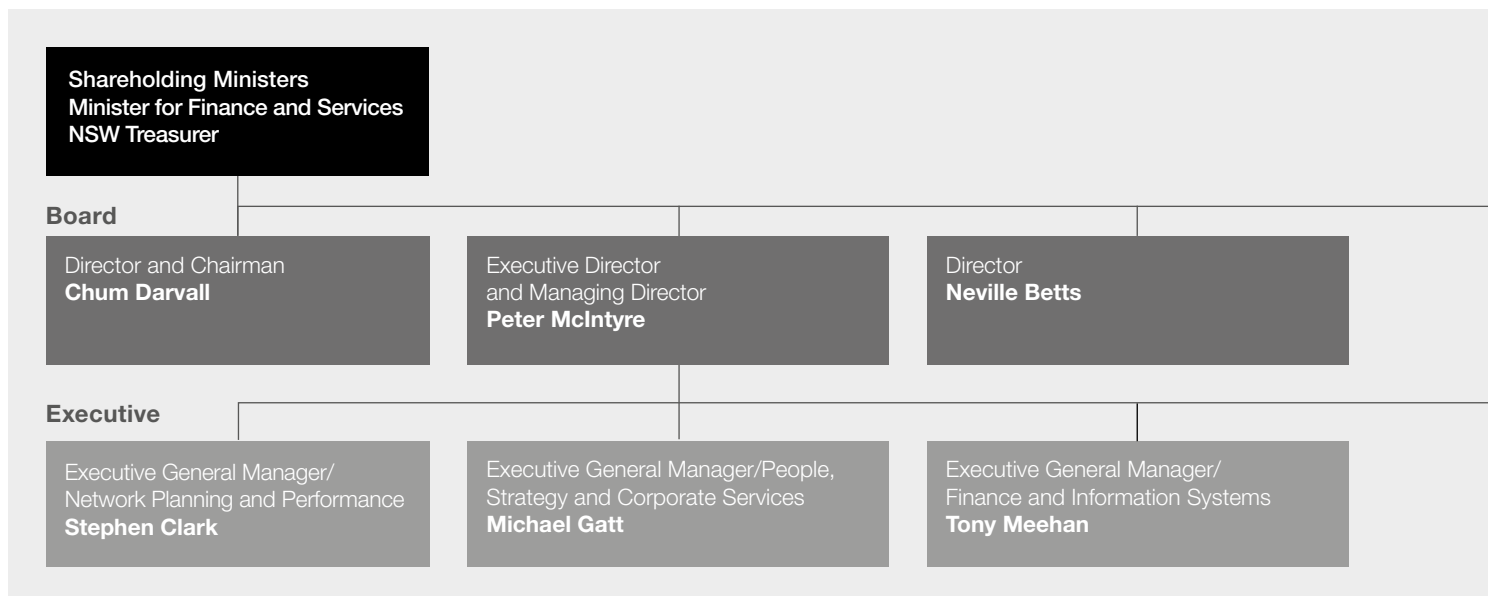 Shareholding Ministers
Minister for Finance and Services
NSW Treasurer
Board
Director and Chairman
Chum Darvall
Executive Director
and Managing Director
Peter McIntyre
Director
Neville Betts
Executive
Executive General Manager/
Network Planning and Performance
Stephen Clark
Executive General Manager/People,
Strategy and Corporate Services
Michael Gatt
Executive General Manager/
Finance and Information Systems
Tony Meehan